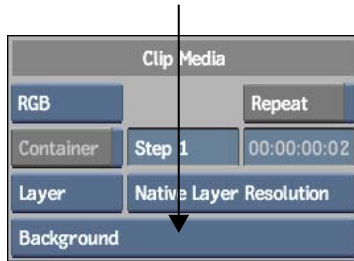 Clip Media
RGB Repeat
Container Step 1 00:00:00:02
Layer Native Layer Resolution
Background